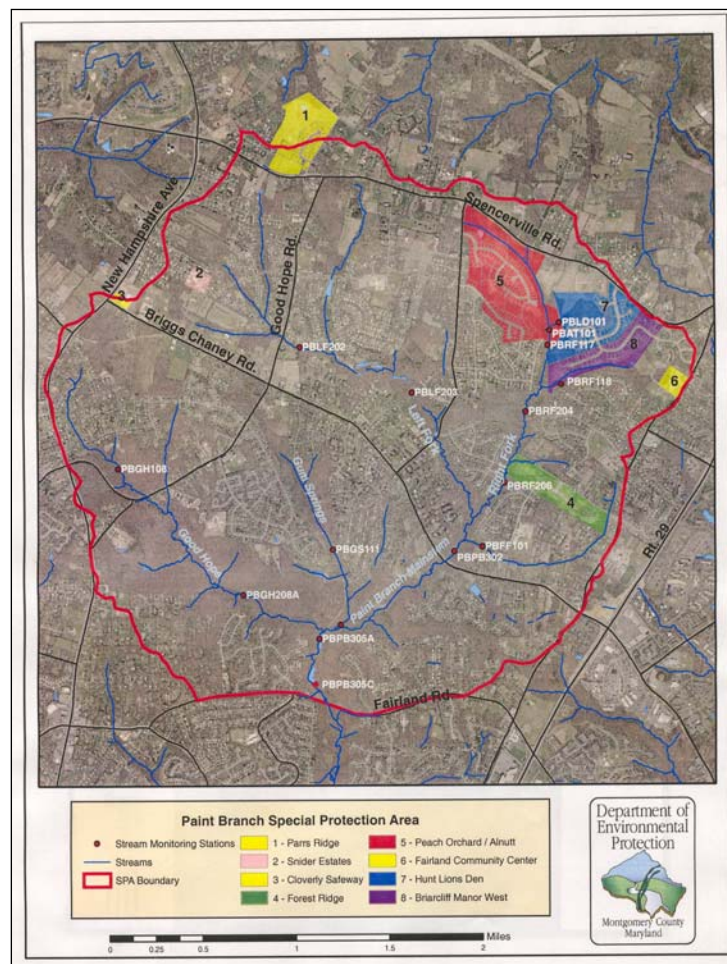 1
Spencerville Rd.
New Hampshire Ave
Good Hope Rd.
2
5
7
3
PBLD101
PBAT101
PBRF117
8
Briggs Chaney Rd.
PBLF202
6
PBRF118
PBLF203
PBRF204
Left Fork
Right Fork
PBGH108
PBRF206
4
Gum Springs
Rt. 29
Good Hope
PBGS111
PBFF101
PBPB302
Paint Branch Mainstem
PBGH208A
PBPB305A
PBPB305C
Fairland Rd.
Paint Branch Special Protection Area
Stream Monitoring Stations
Streams
SPA Boundary
1 - Parrs Ridge
2 - Snider Estates
3 - Cloverly Safeway
4 - Forest Ridge
5 - Peach Orchard / Alnutt
6 - Fairland Community Center
7 - Hunt Lions Den
8 - Briarcliff Manor West
Department of
Environmental
Protection
Montgomery County
Maryland
Miles
0 0.25 0.5 1 1.5 2